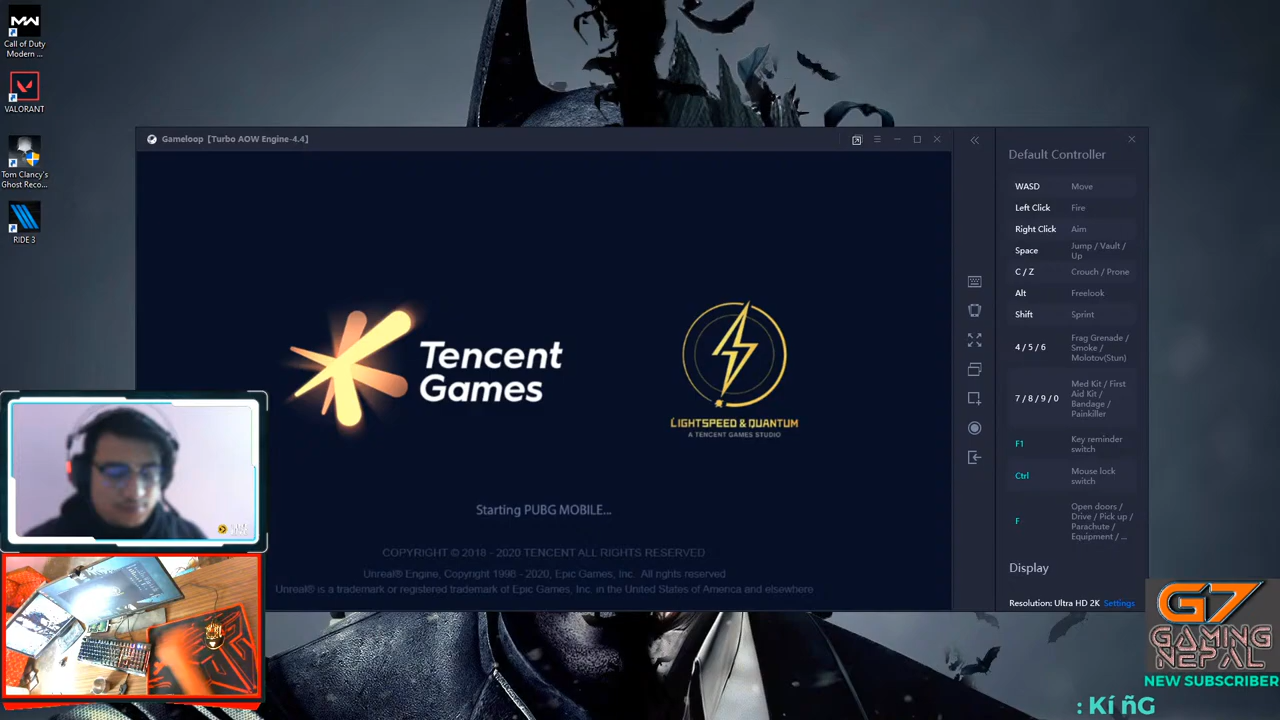 Call of Duty
Modern ...
VALORANT
Tom Clancy's
Ghost Reco...
RIDE 3
Gameloop [Turbo AOW Engine-4.4]
Tencent
Games
LIGHTSPEED & QUANTUM
A TENCENT GAMES STUDIO
Starting PUBG MOBILE...
COPYRIGHT © 2018 - 2020 TENCENT ALL RIGHTS RESERVED
Unreal® Engine, Copyright 1998 - 2020, Epic Games, Inc. All rights reserved
Unreal® is a trademark or registered trademark of Epic Games, Inc. in the United States of America and elsewhere
Default Controller
WASD Move
Left Click Fire
Right Click Aim
Space Jump / Vault /
Up
C / Z Crouch / Prone
Alt Freelook
Shift Sprint
4 / 5 / 6 Frag Grenade /
Smoke /
Molotov(Stun)
7 / 8 / 9 / 0 Med Kit / First
Aid Kit /
Bandage /
Painkiller
F1 Key reminder
switch
Ctrl Mouse lock
switch
F Open doors /
Drive / Pick up /
Parachute /
Equipment / ...
Display
Resolution: Ultra HD 2K Settings
G7
GAMING
NEPAL
NEW SUBSCRIBER
: Kí ñG